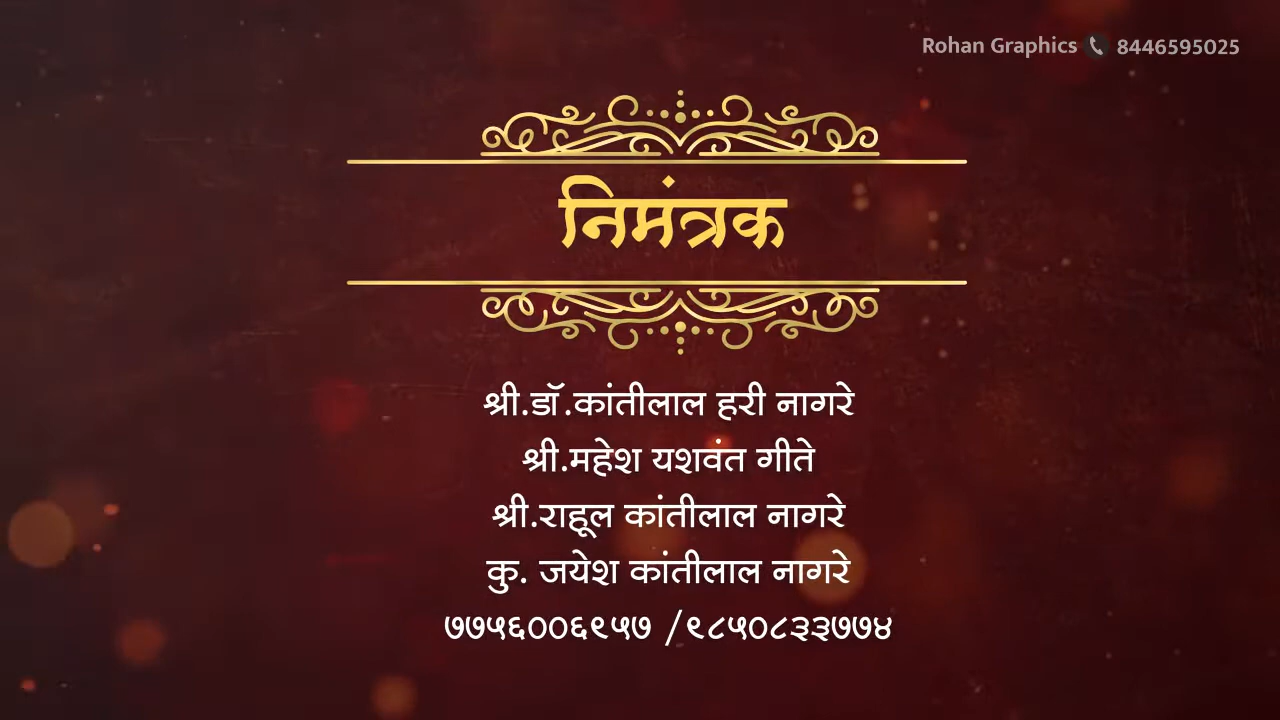 Rohan Graphics 8446595025
निमंत्रक
श्री.डॉ.कांतीलाल हरी नागरे
श्री.महेश यशवंत गीते
श्री.राहूल कांतीलाल नागरे
कु. जयेश कांतीलाल नागरे
७७५६००६९५७ /९८५०८३३७७४